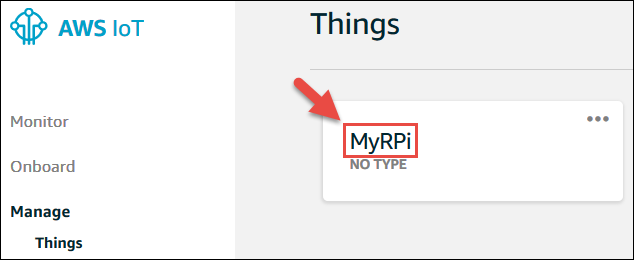 AWS IoT
Monitor
Onboard
Manage
Things
Things
MyRPi
NO TYPE